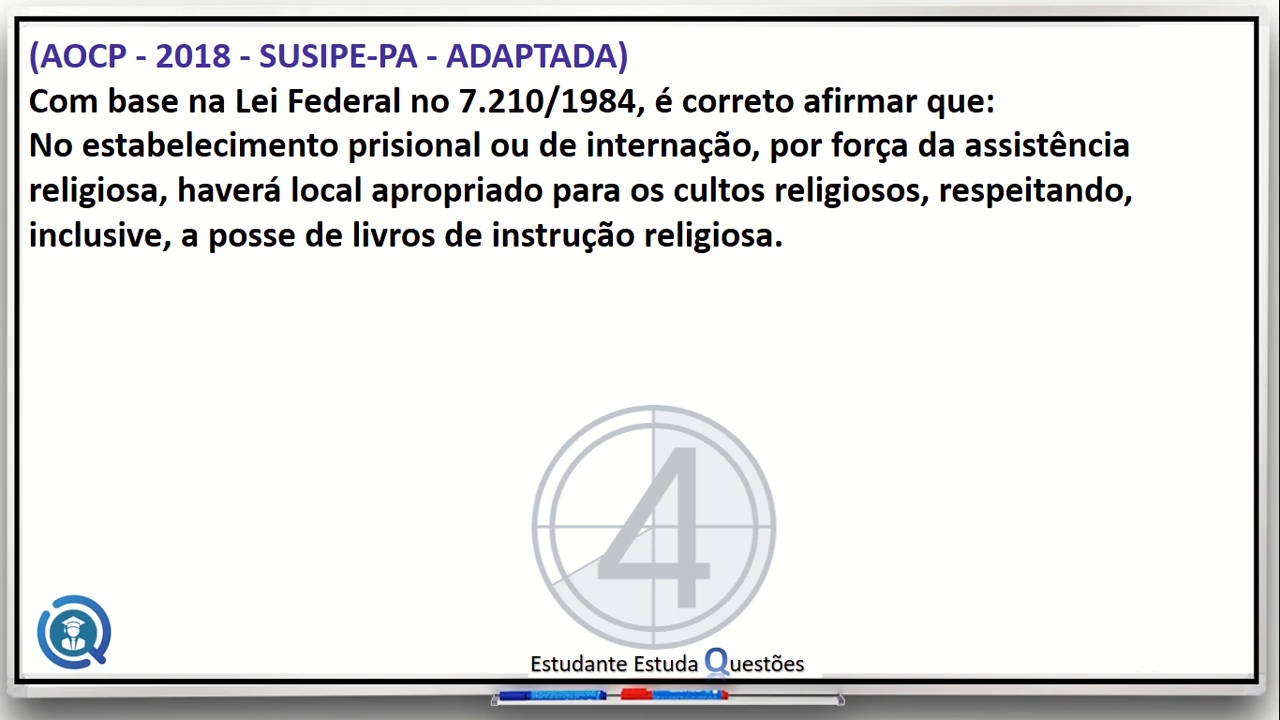 (AOCP - 2018 - SUSIPE-PA - ADAPTADA)
Com base na Lei Federal no 7.210/1984, é correto afirmar que:
No estabelecimento prisional ou de internação, por força da assistência
religiosa, haverá local apropriado para os cultos religiosos, respeitando,
inclusive, a posse de livros de instrução religiosa.
4
Estudante Estuda Questões